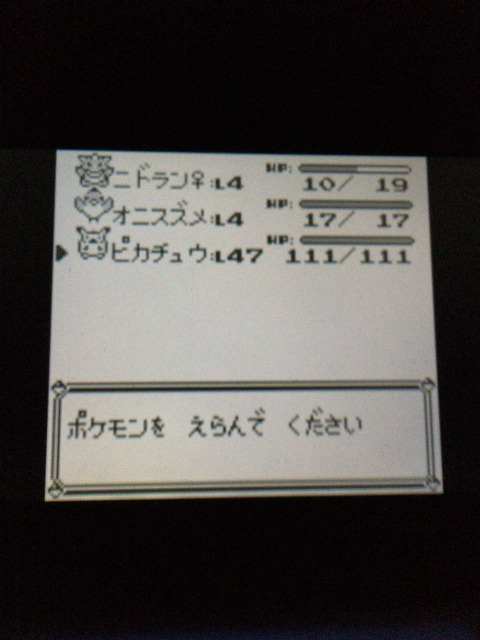 ニドラン♀:L4 HP: 10/ 19
オニスズメ:L4 HP: 17/ 17
▶ ピカチュウ:L47 HP: 111/111
ポケモンを えらんで ください